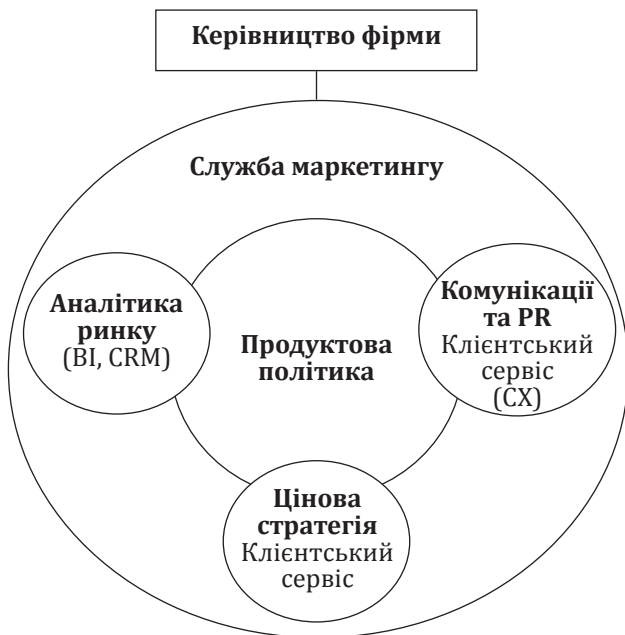 Керівництво фірми
Служба маркетингу
Аналітика
ринку
(BI, CRM)
Продуктова
політика
Комунікації
та PR
Клієнтський
сервіс
(CX)
Цінова
стратегія
Клієнтський
сервіс